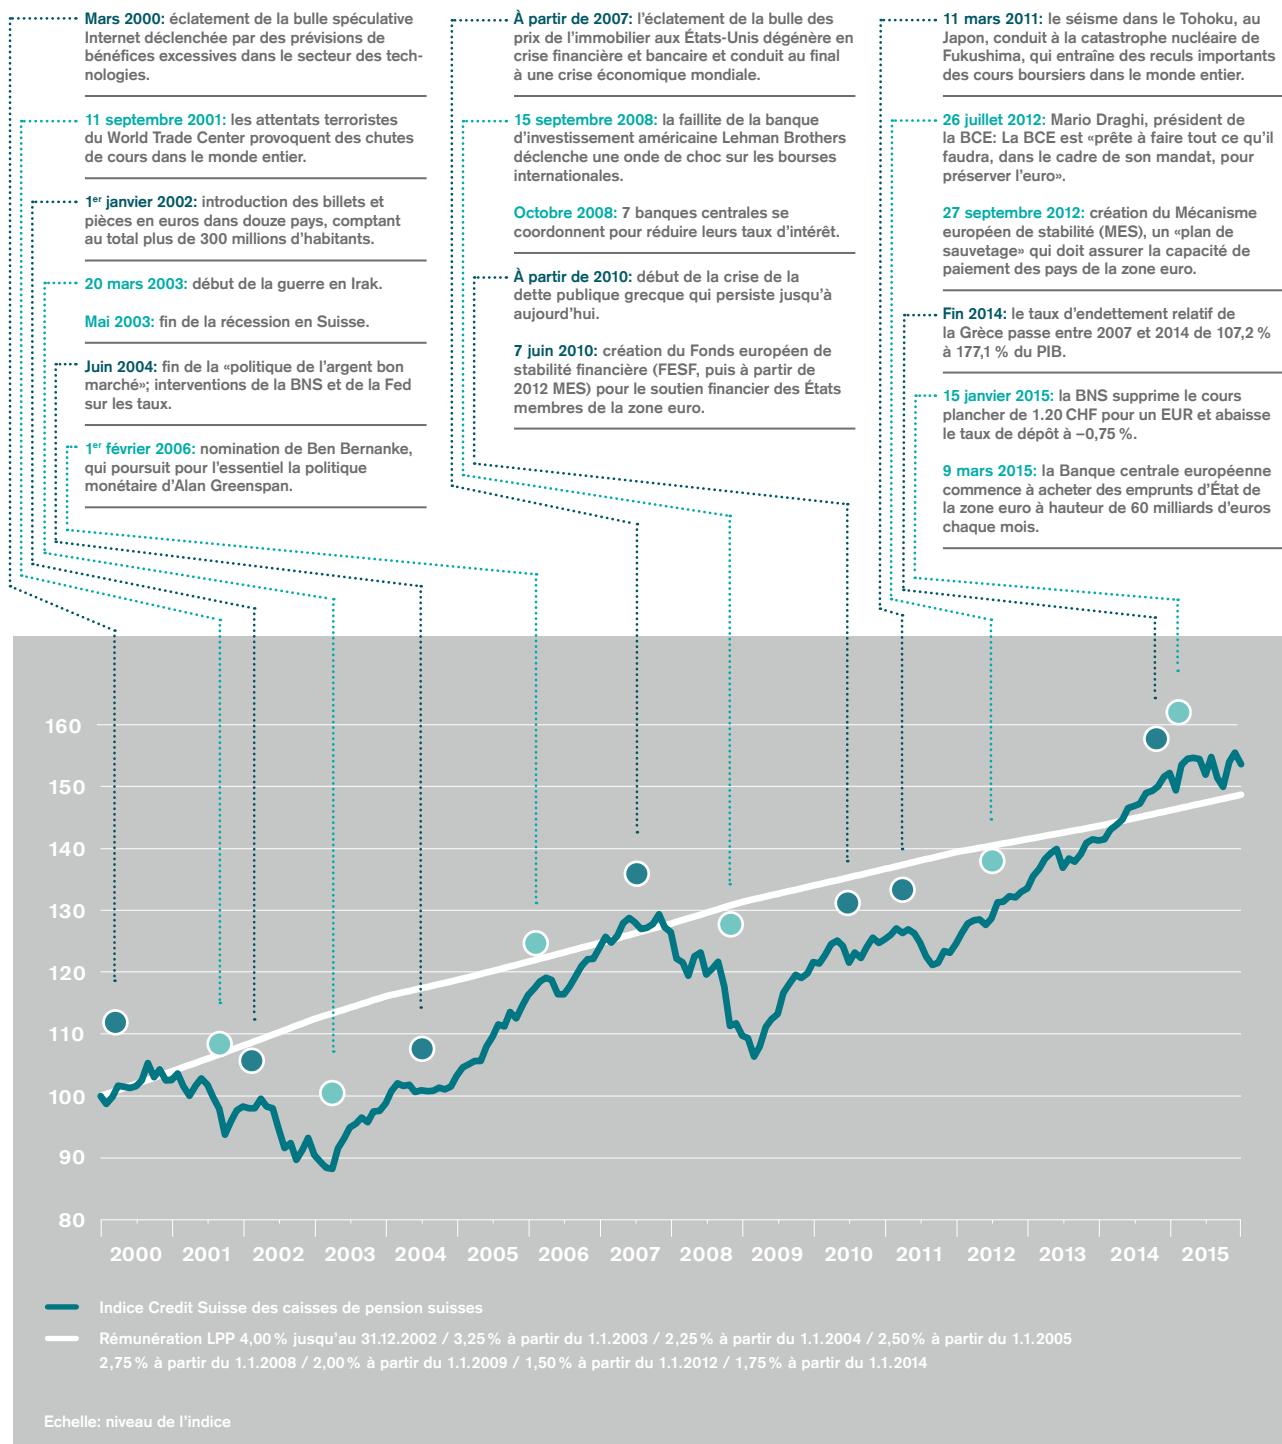 Mars 2000: éclatement de la bulle spéculative
Internet déclenchée par des prévisions de
bénéfices excessives dans le secteur des tech-
nologies.
11 septembre 2001: les attentats terroristes
du World Trade Center provoquent des chutes
de cours dans le monde entier.
1er janvier 2002: introduction des billets et
pièces en euros dans douze pays, comptant
au total plus de 300 millions d'habitants.
20 mars 2003: début de la guerre en Irak.
Mai 2003: fin de la récession en Suisse.
Juin 2004: fin de la «politique de l'argent bon
marché»; interventions de la BNS et de la Fed
sur les taux.
1er février 2006: nomination de Ben Bernanke,
qui poursuit pour l'essentiel la politique
monétaire d'Alan Greenspan.
À partir de 2007: l'éclatement de la bulle des
prix de l'immobilier aux États-Unis dégénère en
crise financière et bancaire et conduit au final
à une crise économique mondiale.
15 septembre 2008: la faillite de la banque
d'investissement américaine Lehman Brothers
déclenche une onde de choc sur les bourses
internationales.
Octobre 2008: 7 banques centrales se
coordonnent pour réduire leurs taux d'intérêt.
À partir de 2010: début de la crise de la
dette publique grecque qui persiste jusqu'à
aujourd'hui.
7 juin 2010: création du Fonds européen de
stabilité financière (FESF, puis à partir de
2012 MES) pour le soutien financier des États
membres de la zone euro.
11 mars 2011: le séisme dans le Tohoku, au
Japon, conduit à la catastrophe nucléaire de
Fukushima, qui entraîne des reculs importants
des cours boursiers dans le monde entier.
26 juillet 2012: Mario Draghi, président de
la BCE: La BCE est «prête à faire tout ce qu'il
faudra, dans le cadre de son mandat, pour
préserver l'euro».
27 septembre 2012: création du Mécanisme
européen de stabilité (MES), un «plan de
sauvetage» qui doit assurer la capacité de
paiement des pays de la zone euro.
Fin 2014: le taux d'endettement relatif de
la Grèce passe entre 2007 et 2014 de 107,2 %
à 177,1 % du PIB.
15 janvier 2015: la BNS supprime le cours
plancher de 1.20 CHF pour un EUR et abaisse
le taux de dépôt à –0,75 %.
9 mars 2015: la Banque centrale européenne
commence à acheter des emprunts d'État de
la zone euro à hauteur de 60 milliards d'euros
chaque mois.
160
150
140
130
120
110
100
90
80
2000 2001 2002 2003 2004 2005 2006 2007 2008 2009 2010 2011 2012 2013 2014 2015
Indice Credit Suisse des caisses de pension suisses
Rémunération LPP 4,00 % jusqu'au 31.12.2002 / 3,25 % à partir du 1.1.2003 / 2,25 % à partir du 1.1.2004 / 2,50 % à partir du 1.1.2005
2,75 % à partir du 1.1.2008 / 2,00 % à partir du 1.1.2009 / 1,50 % à partir du 1.1.2012 / 1,75 % à partir du 1.1.2014
Echelle: niveau de l'indice